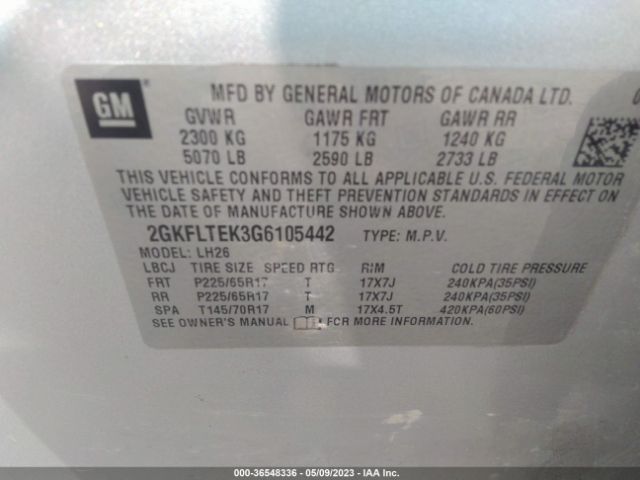 GM
MFD BY GENERAL MOTORS OF CANADA LTD.
GVWR GAWR FRT GAWR RR
2300 KG 1175 KG 1240 KG
5070 LB 2590 LB 2733 LB
THIS VEHICLE CONFORMS TO ALL APPLICABLE U.S. FEDERAL MOTOR
VEHICLE SAFETY AND THEFT PREVENTION STANDARDS IN EFFECT ON
THE DATE OF MANUFACTURE SHOWN ABOVE.
2GKFLTEK3G6105442 TYPE: M.P.V.
MODEL: LH26
LBCJ TIRE SIZE SPEED RTG RIM COLD TIRE PRESSURE
FRT P225/65R17 T 17X7J 240KPA(35PSI)
RR P225/65R17 T 17X7J 240KPA(35PSI)
SPA T145/70R17 M 17X4.5T 420KPA(60PSI)
SEE OWNER'S MANUAL FOR MORE INFORMATION.
000-36548336 - 05/09/2023 - IAA Inc.